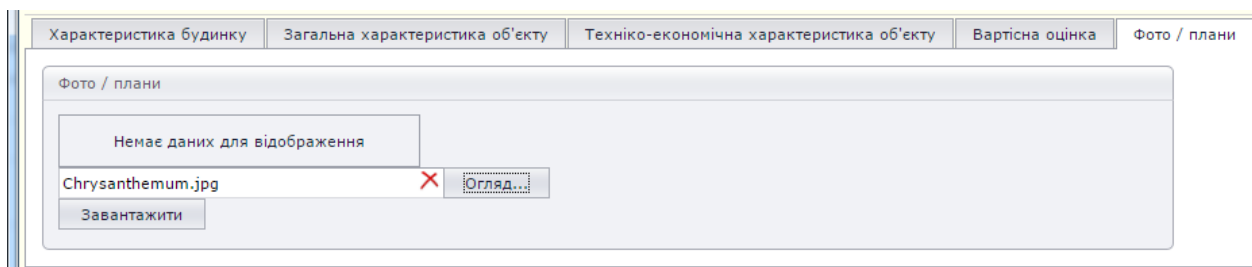 Характеристика будинку Загальна характеристика об'єкту Техніко-економічна характеристика об'єкту Вартісна оцінка Фото / плани
Фото / плани
Немає даних для відображення
Chrysanthemum.jpg Огляд...
Завантажити